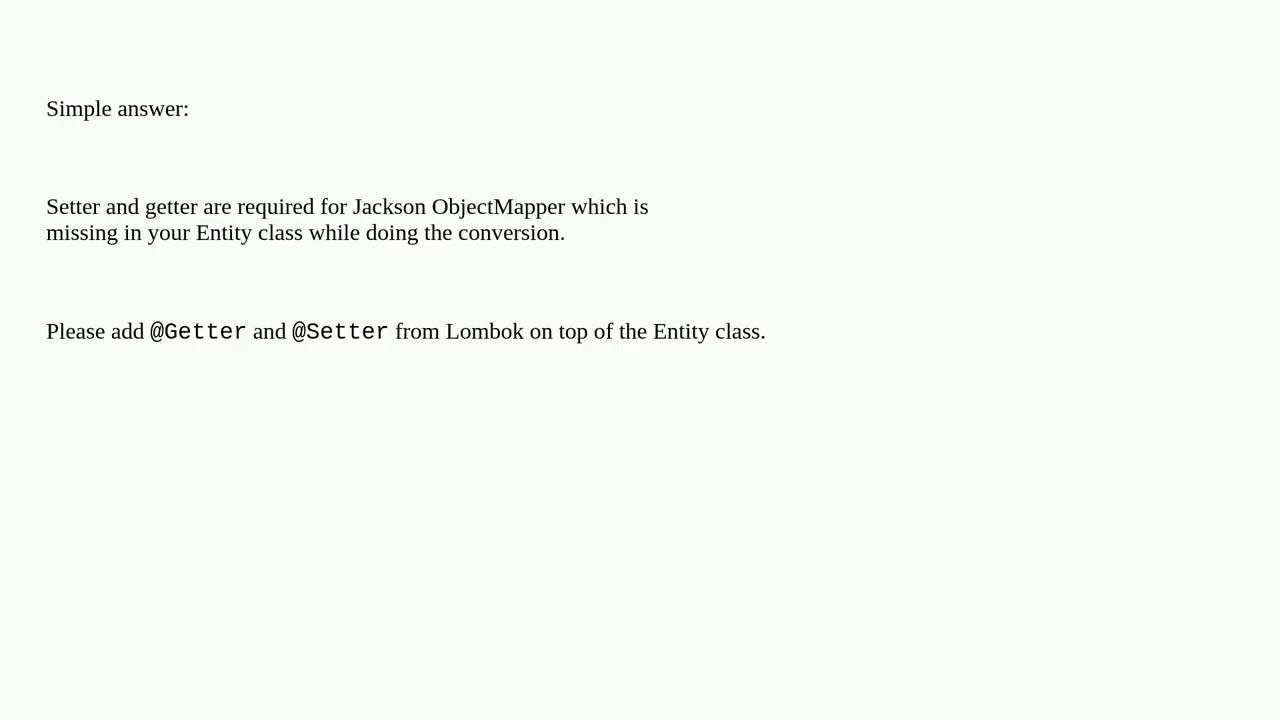 Simple answer:
Setter and getter are required for Jackson ObjectMapper which is
missing in your Entity class while doing the conversion.
Please add @Getter and @Setter from Lombok on top of the Entity class.